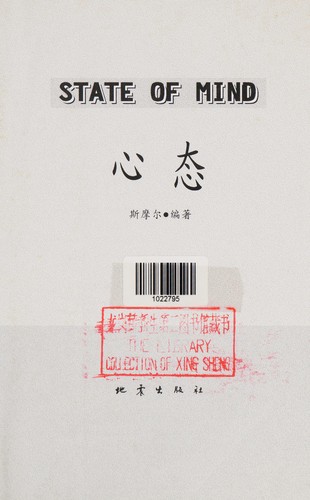 STATE OF MIND
心态
斯摩尔●编著
1022795
THE LIBRARY
COLLECTION OF XING SHENG
地震出版社